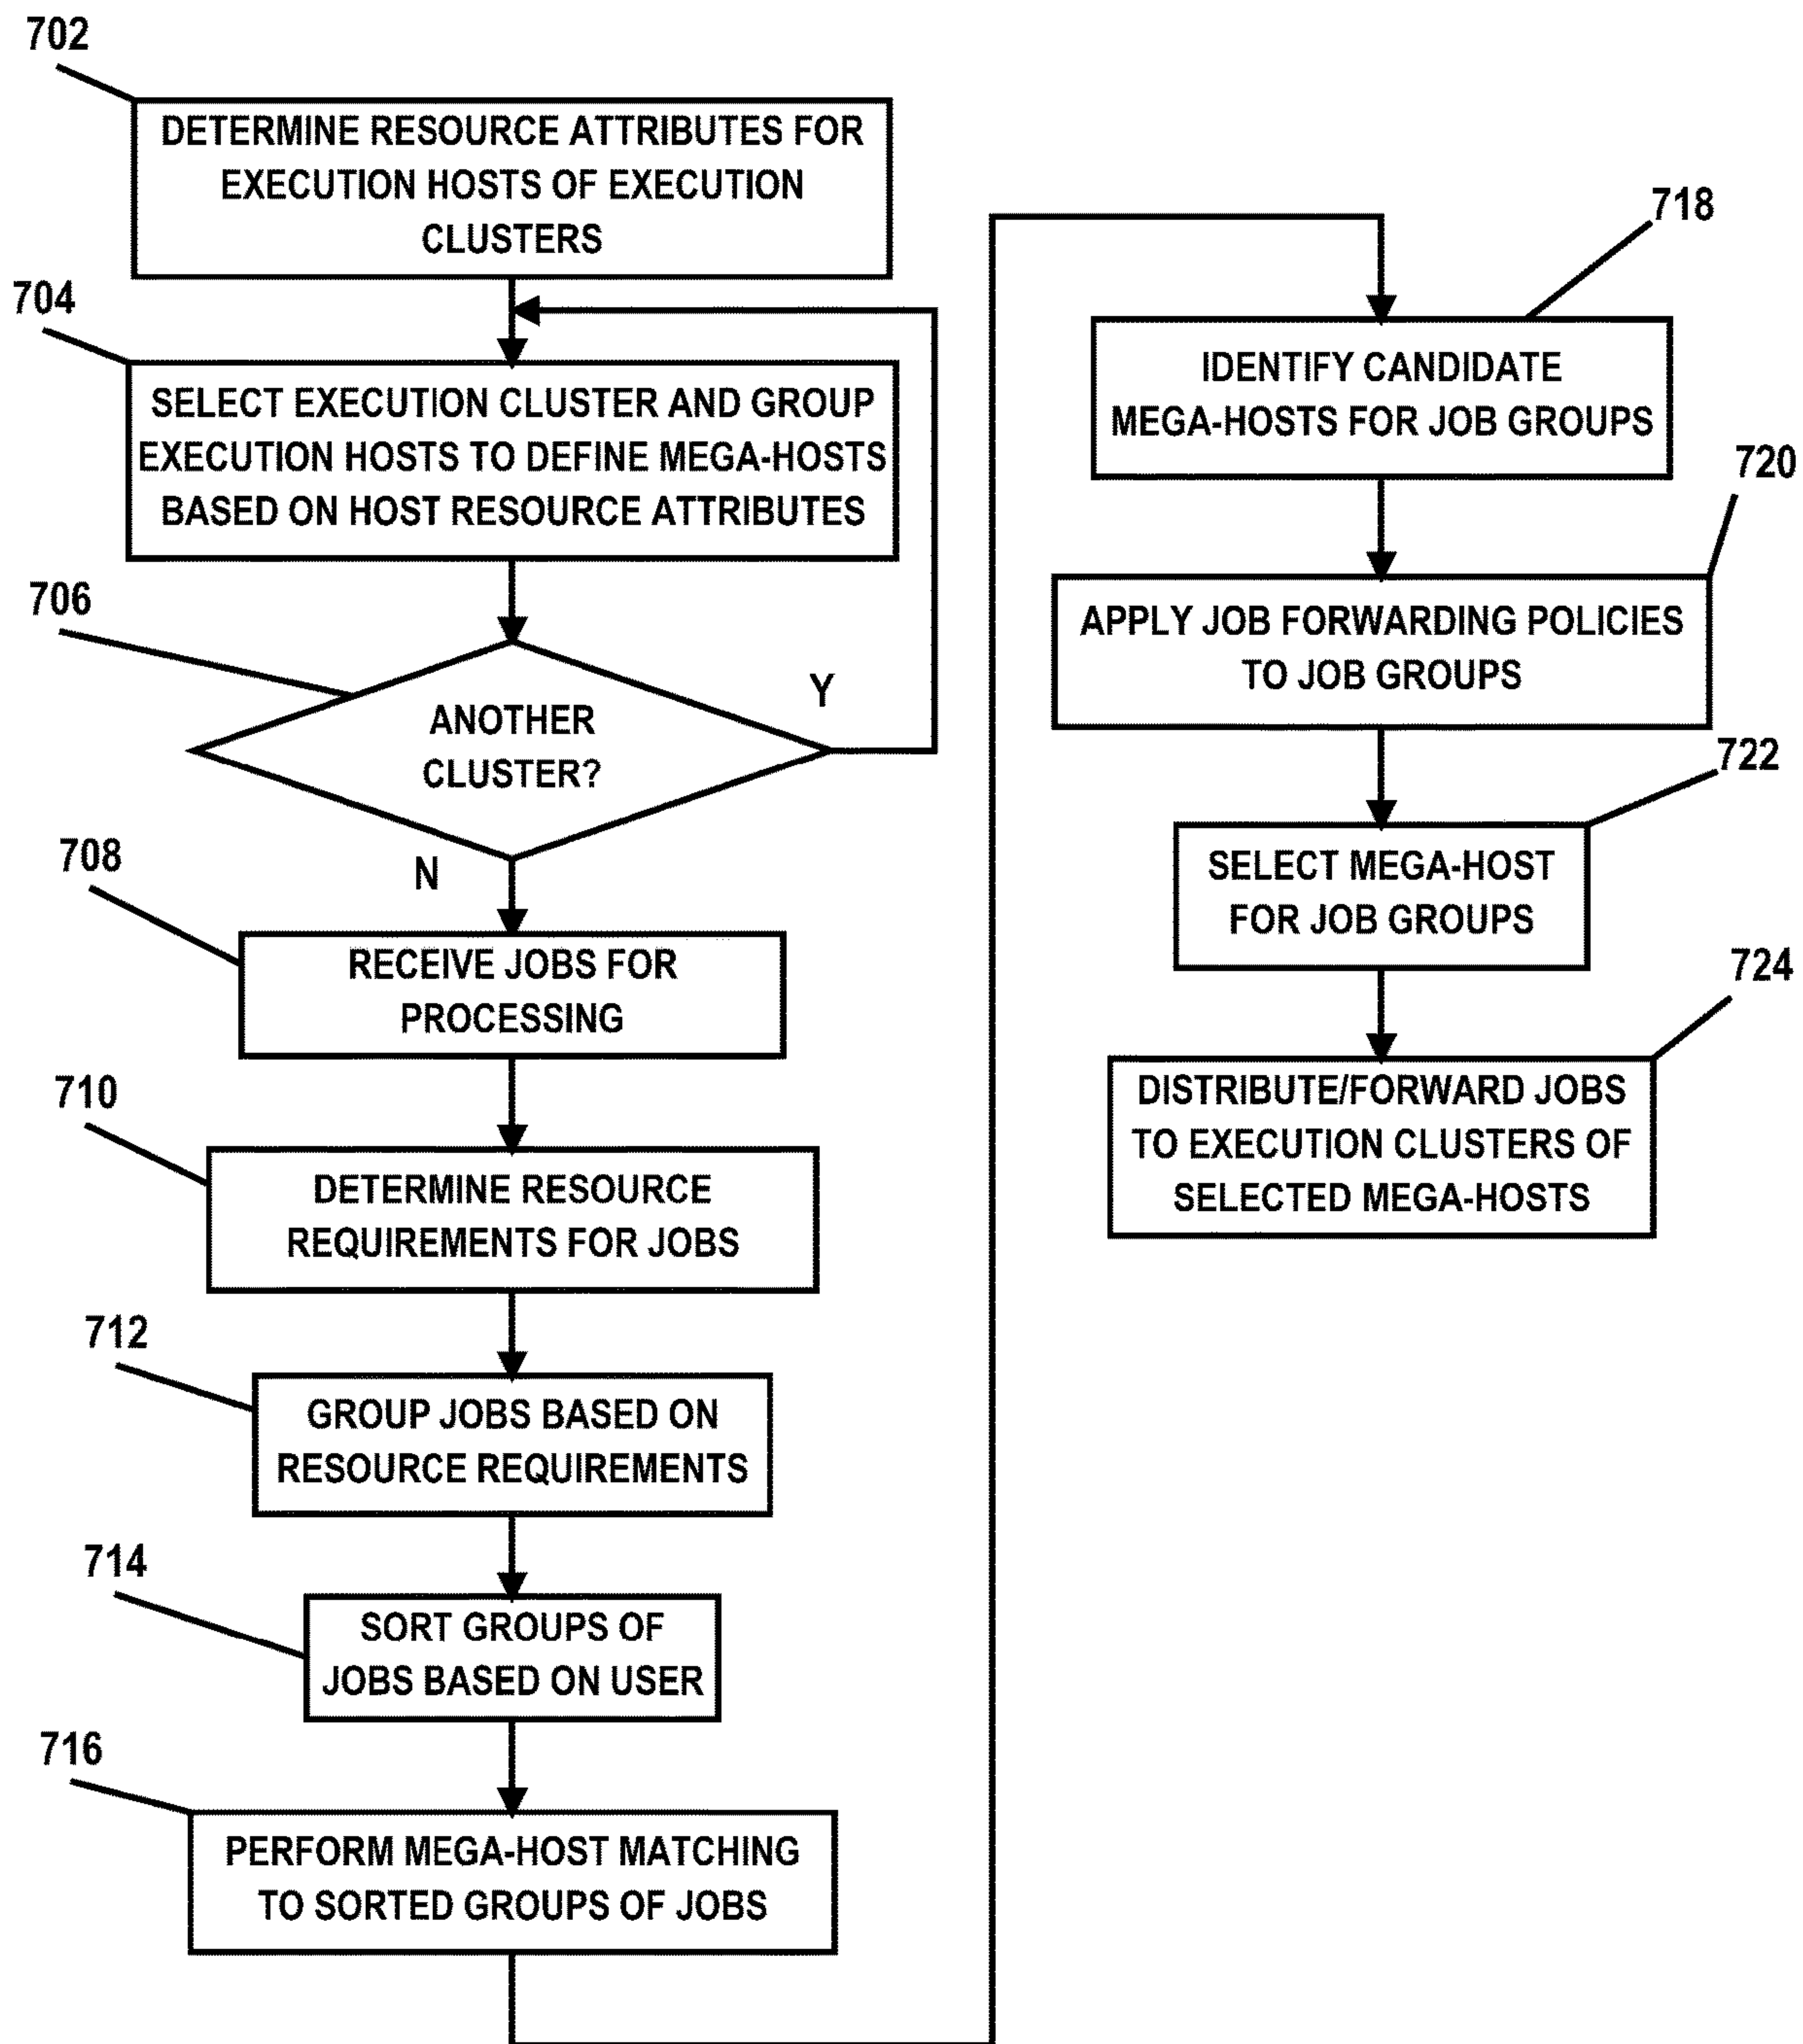 702
DETERMINE RESOURCE ATTRIBUTES FOR
EXECUTION HOSTS OF EXECUTION
CLUSTERS
704
SELECT EXECUTION CLUSTER AND GROUP
EXECUTION HOSTS TO DEFINE MEGA-HOSTS
BASED ON HOST RESOURCE ATTRIBUTES
706
ANOTHER
CLUSTER?
Y
N
708
RECEIVE JOBS FOR
PROCESSING
710
DETERMINE RESOURCE
REQUIREMENTS FOR JOBS
712
GROUP JOBS BASED ON
RESOURCE REQUIREMENTS
714
SORT GROUPS OF
JOBS BASED ON USER
716
PERFORM MEGA-HOST MATCHING
TO SORTED GROUPS OF JOBS
718
IDENTIFY CANDIDATE
MEGA-HOSTS FOR JOB GROUPS
720
APPLY JOB FORWARDING POLICIES
TO JOB GROUPS
722
SELECT MEGA-HOST
FOR JOB GROUPS
724
DISTRIBUTE/FORWARD JOBS
TO EXECUTION CLUSTERS OF
SELECTED MEGA-HOSTS